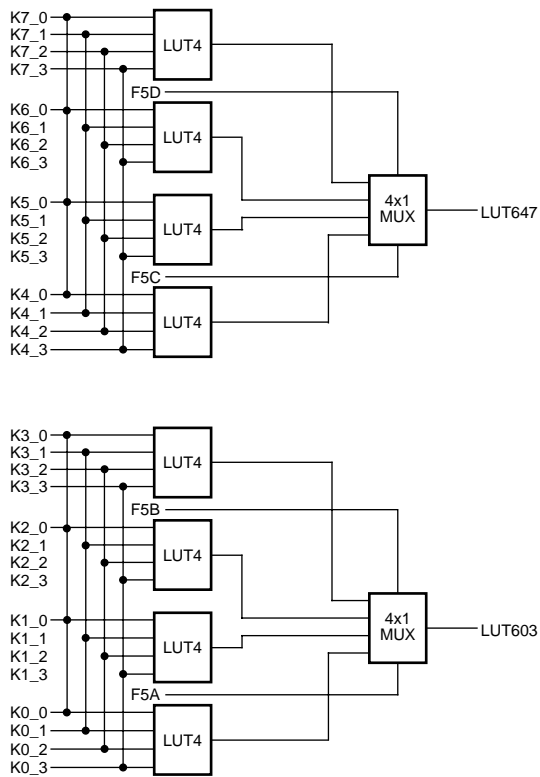 K7_0
K7_1
K7_2
K7_3
LUT4
F5D
K6_0
K6_1
K6_2
K6_3
LUT4
4x1
MUX
LUT647
K5_0
K5_1
K5_2
K5_3
LUT4
F5C
K4_0
K4_1
K4_2
K4_3
LUT4
K3_0
K3_1
K3_2
K3_3
LUT4
F5B
K2_0
K2_1
K2_2
K2_3
LUT4
4x1
MUX
LUT603
K1_0
K1_1
K1_2
K1_3
LUT4
F5A
K0_0
K0_1
K0_2
K0_3
LUT4